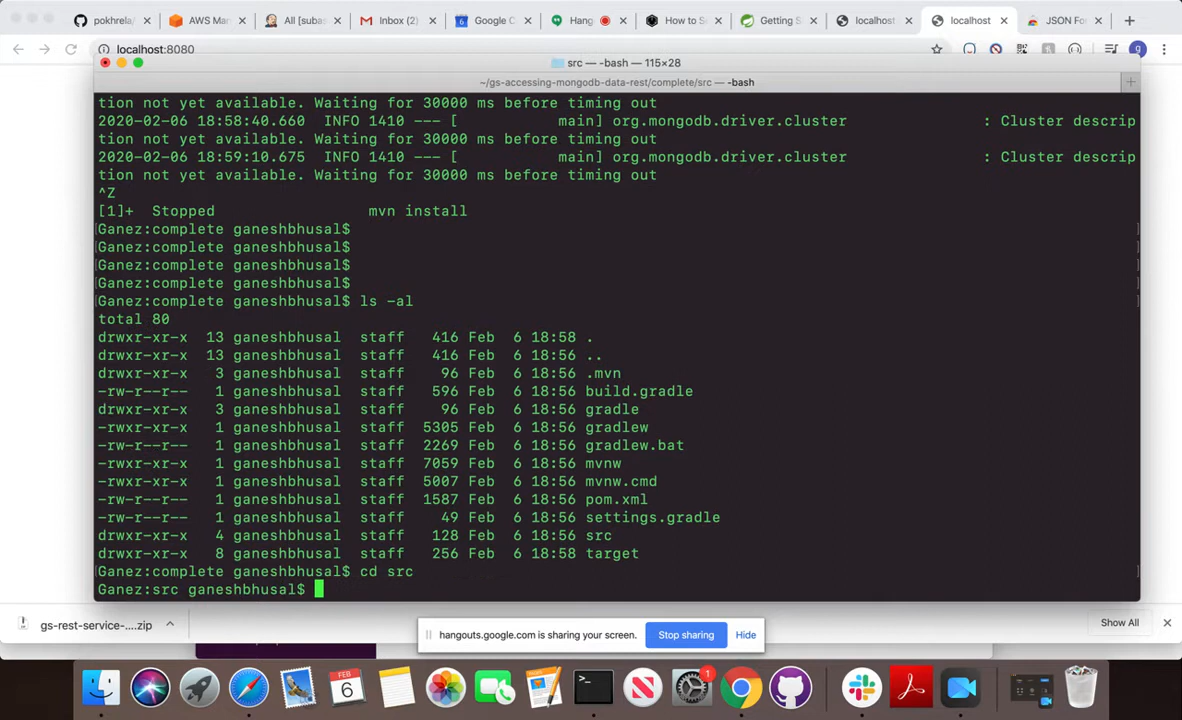 pokhrela/
AWS Man
All [subas
Inbox (2)
Google C
Hang
How to Se
Getting S
localhost:
localhost
JSON For
localhost:8080
g
src — -bash — 115×28
~/gs-accessing-mongodb-data-rest/complete/src — -bash
tion not yet available. Waiting for 30000 ms before timing out
2020-02-06 18:58:40.660  INFO 1410 --- [           main] org.mongodb.driver.cluster               : Cluster descrip
tion not yet available. Waiting for 30000 ms before timing out
2020-02-06 18:59:10.675  INFO 1410 --- [           main] org.mongodb.driver.cluster               : Cluster descrip
tion not yet available. Waiting for 30000 ms before timing out
^Z
[1]+  Stopped                 mvn install
[Ganez:complete ganeshbhusal$
[Ganez:complete ganeshbhusal$
[Ganez:complete ganeshbhusal$
[Ganez:complete ganeshbhusal$
[Ganez:complete ganeshbhusal$ ls -al
total 80
drwxr-xr-x  13 ganeshbhusal  staff   416 Feb  6 18:58 .
drwxr-xr-x  13 ganeshbhusal  staff   416 Feb  6 18:56 ..
drwxr-xr-x   3 ganeshbhusal  staff    96 Feb  6 18:56 .mvn
-rw-r--r--   1 ganeshbhusal  staff   596 Feb  6 18:56 build.gradle
drwxr-xr-x   3 ganeshbhusal  staff    96 Feb  6 18:56 gradle
-rwxr-xr-x   1 ganeshbhusal  staff  5305 Feb  6 18:56 gradlew
-rwxr-xr-x   1 ganeshbhusal  staff  2269 Feb  6 18:56 gradlew.bat
-rwxr-xr-x   1 ganeshbhusal  staff  7059 Feb  6 18:56 mvnw
-rwxr-xr-x   1 ganeshbhusal  staff  5007 Feb  6 18:56 mvnw.cmd
-rw-r--r--   1 ganeshbhusal  staff  1587 Feb  6 18:56 pom.xml
-rw-r--r--   1 ganeshbhusal  staff    49 Feb  6 18:56 settings.gradle
drwxr-xr-x   4 ganeshbhusal  staff   128 Feb  6 18:56 src
drwxr-xr-x   8 ganeshbhusal  staff   256 Feb  6 18:58 target
[Ganez:complete ganeshbhusal$ cd src
Ganez:src ganeshbhusal$
gs-rest-service-....zip
Show All
hangouts.google.com is sharing your screen.
Stop sharing
Hide
FEB
6
1